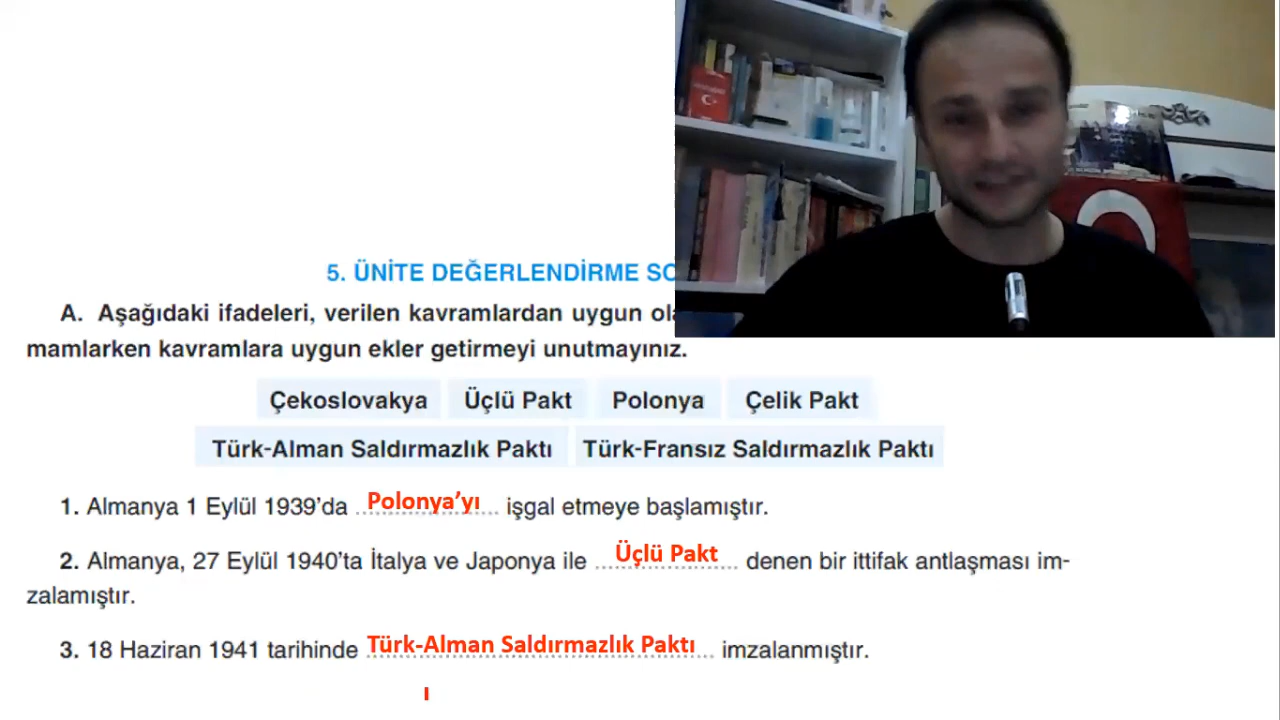 5. ÜNİTE DEĞERLENDİRME
A. Aşağıdaki ifadeleri, verilen kavramlardan uygun
mamlarken kavramlara uygun ekler getirmeyi unutmayınız.
Çekoslovakya Üçlü Pakt Polonya Çelik Pakt
Türk-Alman Saldırmazlık Paktı Türk-Fransız Saldırmazlık Paktı
1. Almanya 1 Eylül 1939’da Polonya’yı işgal etmeye başlamıştır.
2. Almanya, 27 Eylül 1940’ta İtalya ve Japonya ile Üçlü Pakt denen bir ittifak antlaşması im-
zalamıştır.
3. 18 Haziran 1941 tarihinde Türk-Alman Saldırmazlık Paktı imzalanmıştır.